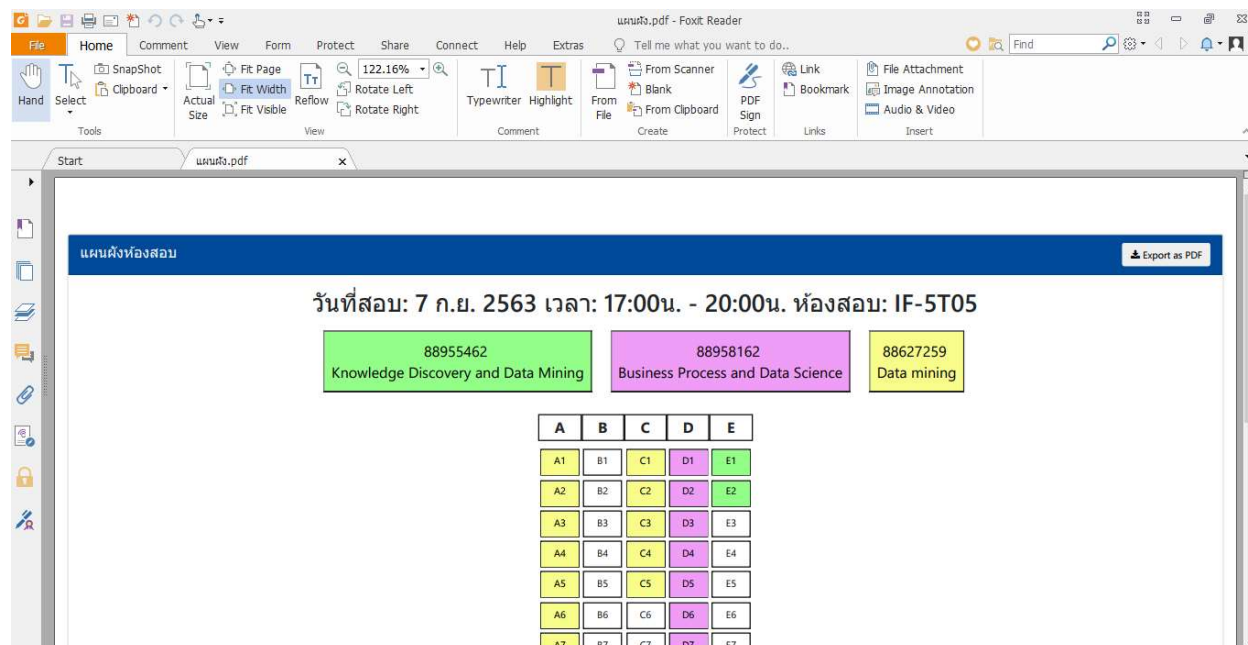 แผนผัง.pdf - Foxit Reader
File Home Comment View Form Protect Share Connect Help Extras Tell me what you want to do.. Find
SnapShot Fit Page 122.16% From Scanner Link File Attachment
Clipboard Fit Width Rotate Left Blank Bookmark Image Annotation
Hand Select Actual Size Fit Visible Reflow Rotate Right Typewriter Highlight From File From Clipboard PDF Sign Audio & Video
Tools View Comment Create Protect Links Insert
Start แผนผัง.pdf
แผนผังห้องสอบ Export as PDF
วันที่สอบ: 7 ก.ย. 2563 เวลา: 17:00น. - 20:00น. ห้องสอบ: IF-5T05
88955462 88958162 88627259
Knowledge Discovery and Data Mining Business Process and Data Science Data mining
A B C D E
A1 B1 C1 D1 E1
A2 B2 C2 D2 E2
A3 B3 C3 D3 E3
A4 B4 C4 D4 E4
A5 B5 C5 D5 E5
A6 B6 C6 D6 E6
A7 B7 C7 D7 E7